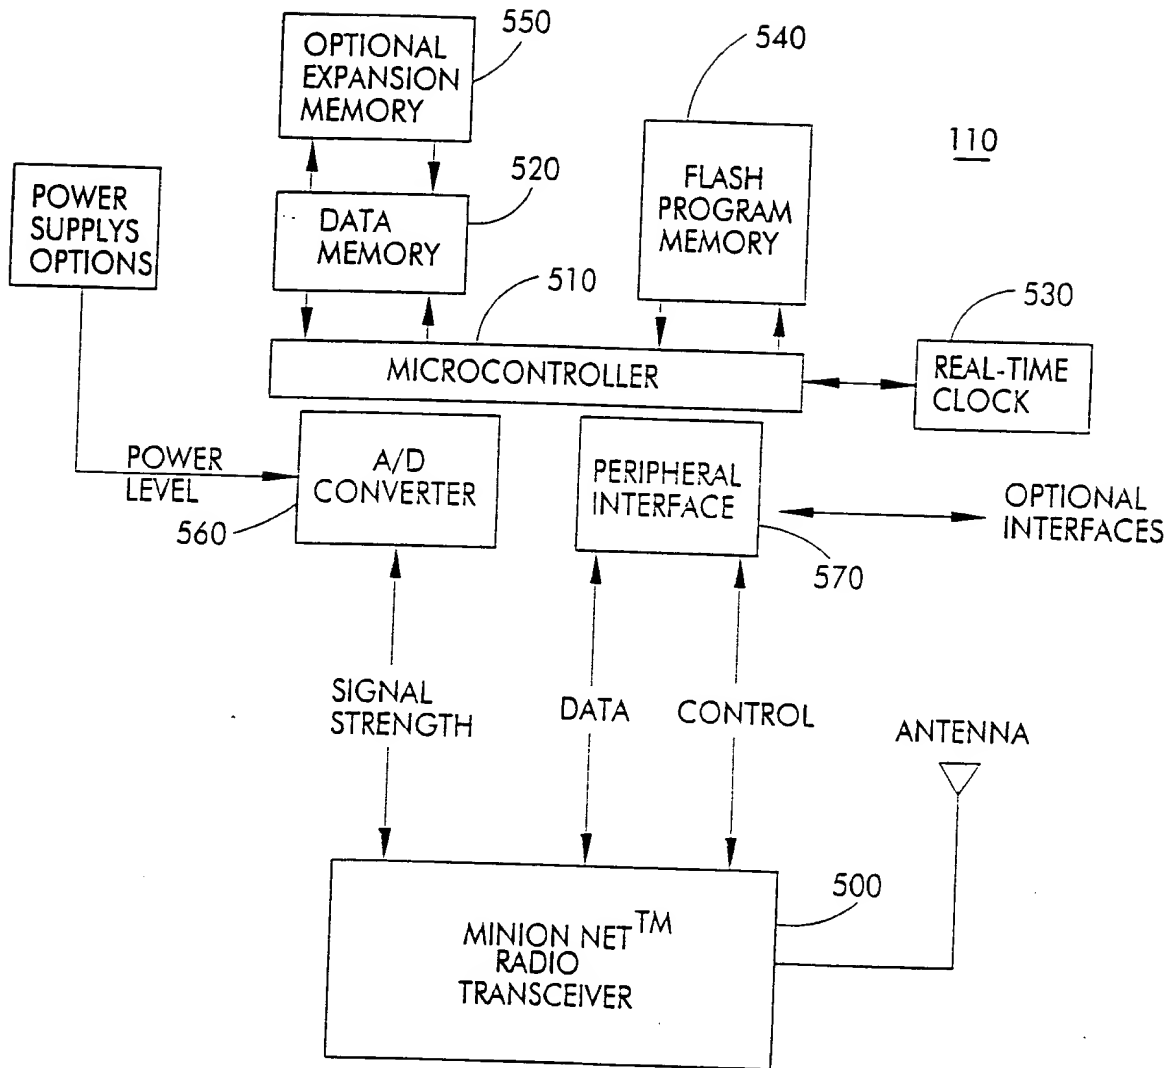 550
OPTIONAL
EXPANSION
MEMORY
540
110
520
FLASH
PROGRAM
MEMORY
POWER
SUPPLYS
OPTIONS
DATA
MEMORY
510
530
MICROCONTROLLER
REAL-TIME
CLOCK
POWER
LEVEL
A/D
CONVERTER
PERIPHERAL
INTERFACE
OPTIONAL
INTERFACES
560
570
SIGNAL
STRENGTH
DATA
CONTROL
ANTENNA
500
MINION NET™
RADIO
TRANSCEIVER